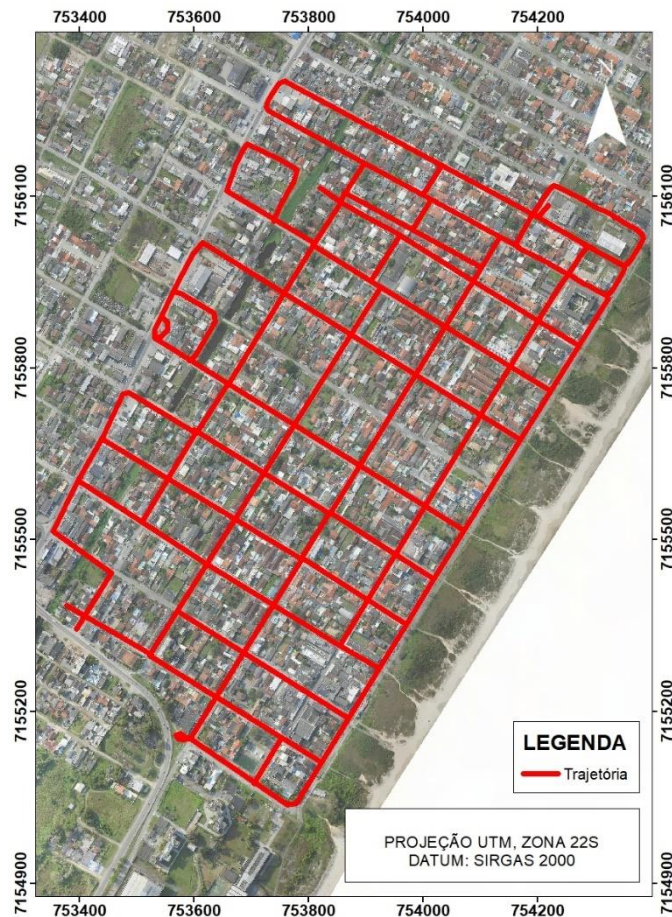 753400 753600 753800 754000 754200
N
7156100 7156100
7155800 7155800
7155500 7155500
7155200 7155200
LEGENDA
Trajetória
PROJEÇÃO UTM, ZONA 22S
DATUM: SIRGAS 2000
7154900 7154900
753400 753600 753800 754000 754200